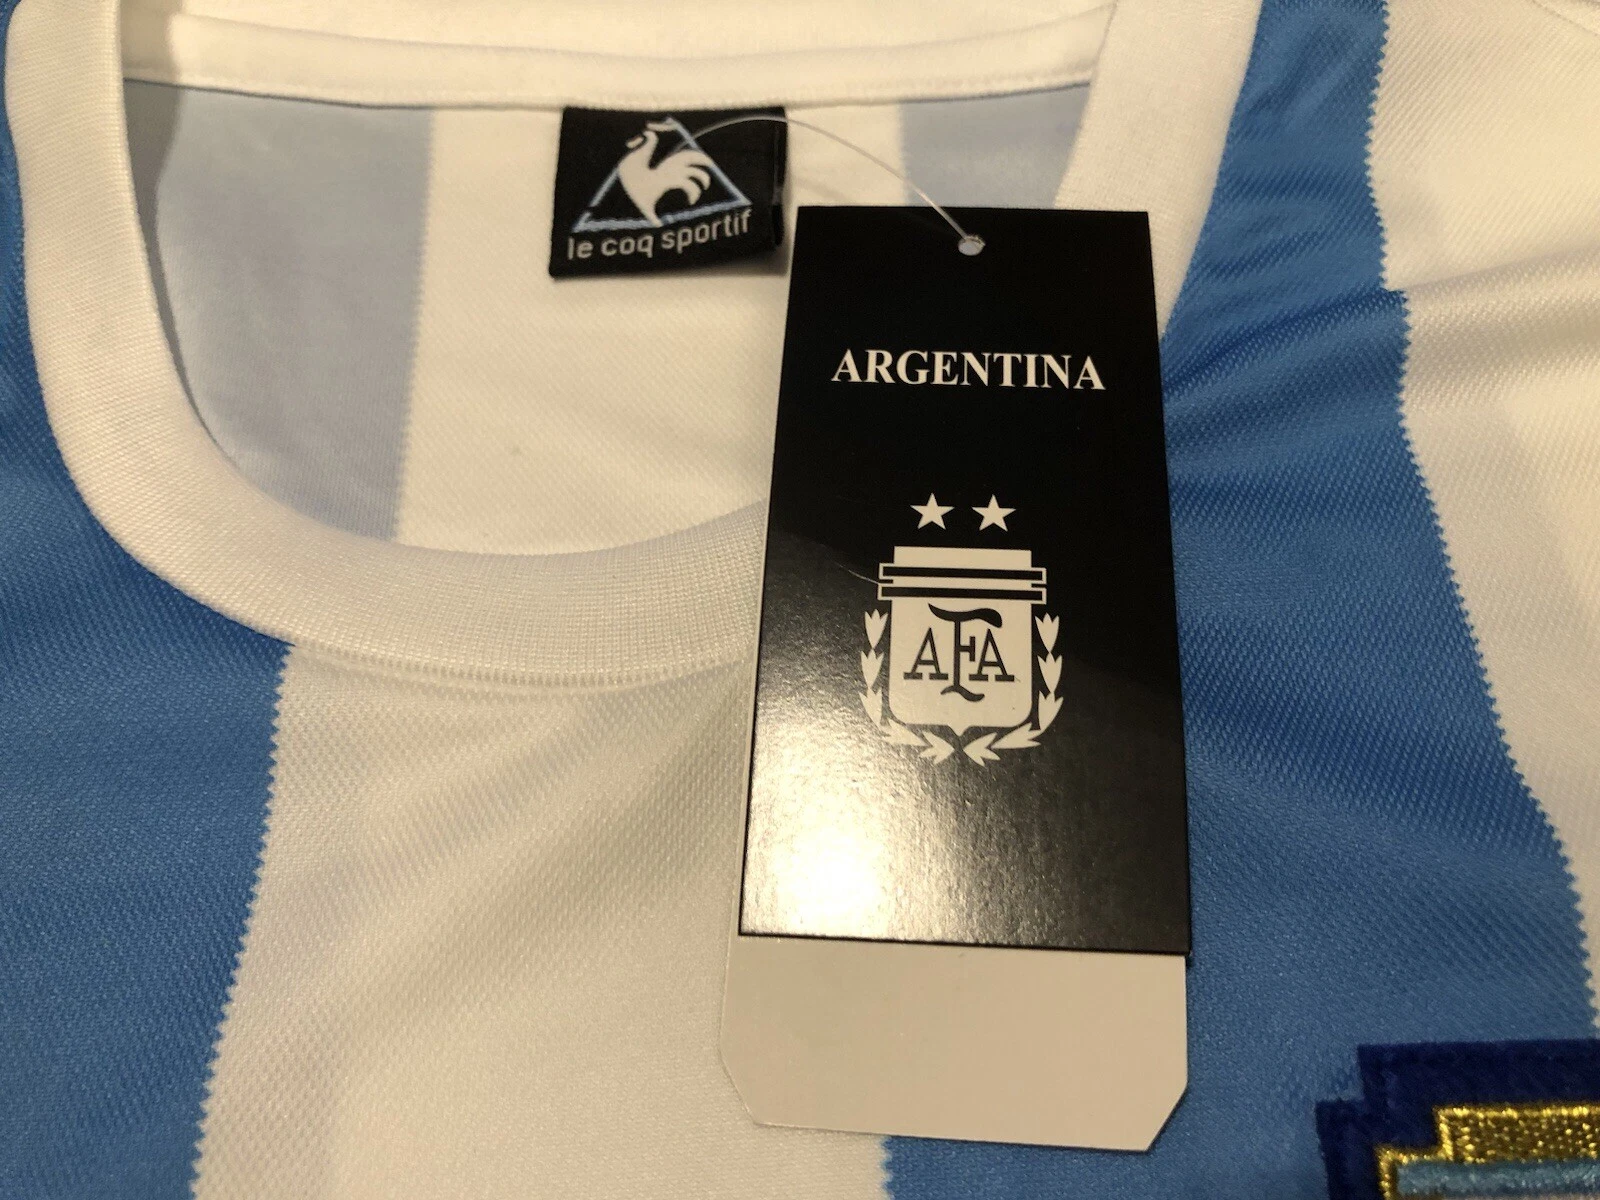 le coq sportif
ARGENTINA
AFA